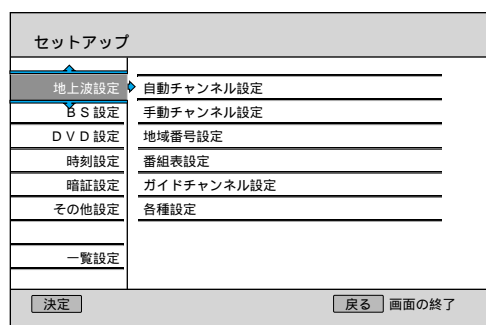 セットアップ
地上波設定
ＢＳ設定
ＤＶＤ設定
時刻設定
暗証設定
その他設定
一覧設定
自動チャンネル設定
手動チャンネル設定
地域番号設定
番組表設定
ガイドチャンネル設定
各種設定
決定
戻る 画面の終了